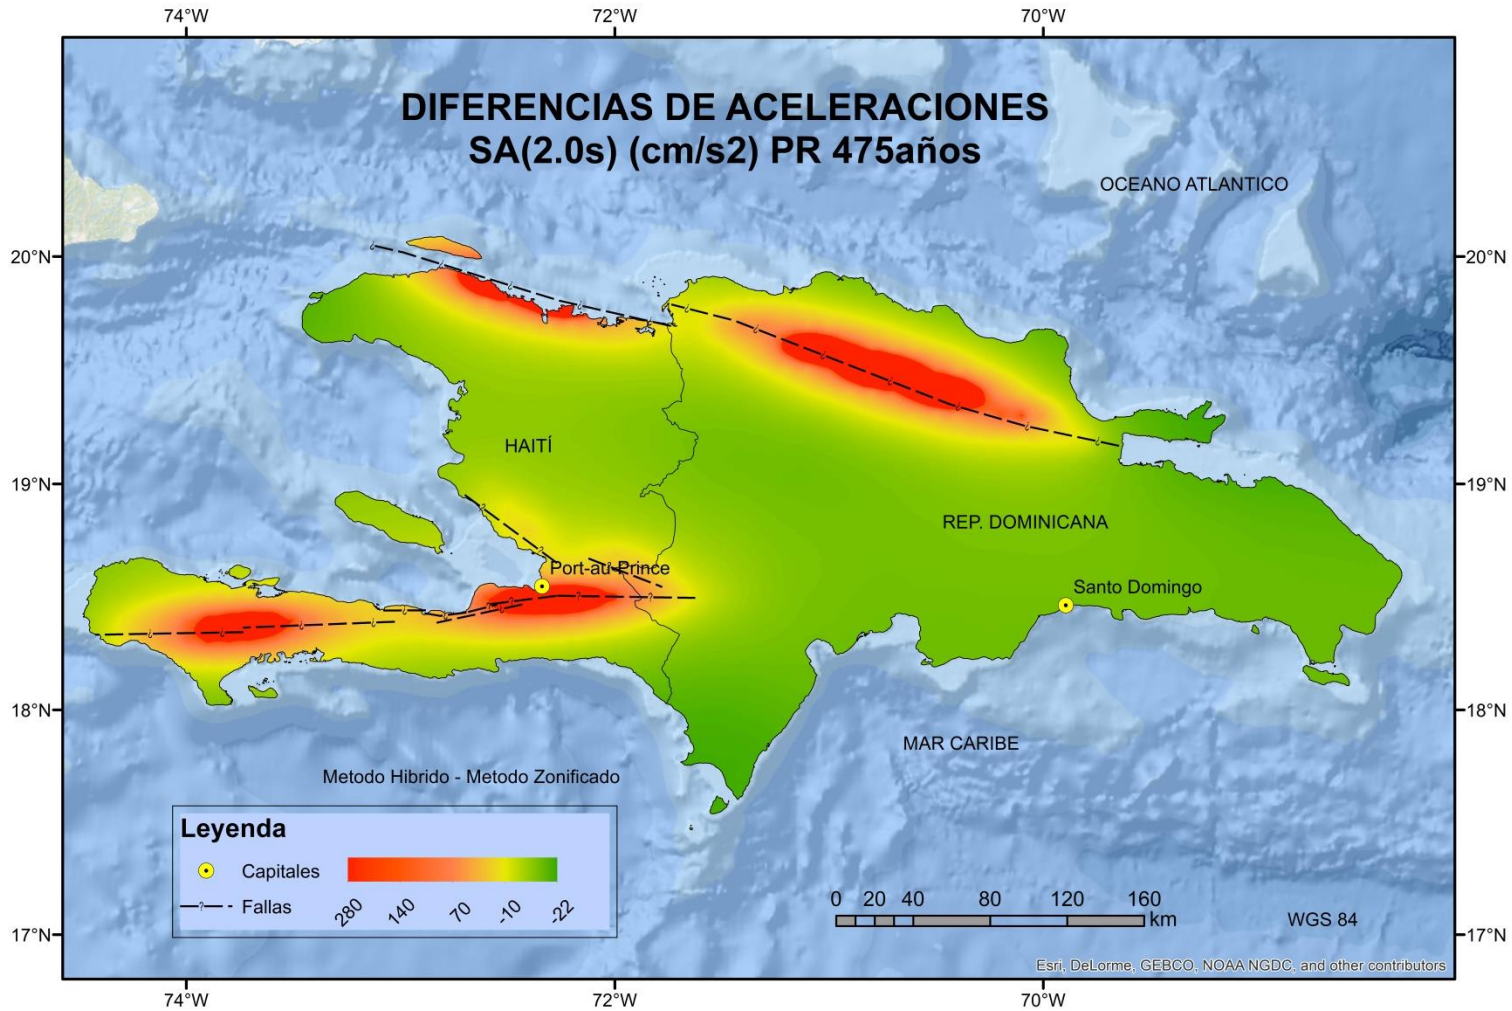 74°W 72°W 70°W
DIFERENCIAS DE ACELERACIONES
SA(2.0s) (cm/s2) PR 475años
OCEANO ATLANTICO
20°N 20°N
HAITÍ
19°N 19°N
REP. DOMINICANA
Port-au-Prince
Santo Domingo
18°N 18°N
MAR CARIBE
Metodo Hibrido - Metodo Zonificado
Leyenda
Capitales
Fallas
280 140 70 -10 -22
0 20 40 80 120 160
km
WGS 84
17°N 17°N
Esri, DeLorme, GEBCO, NOAA NGDC, and other contributors
74°W 72°W 70°W